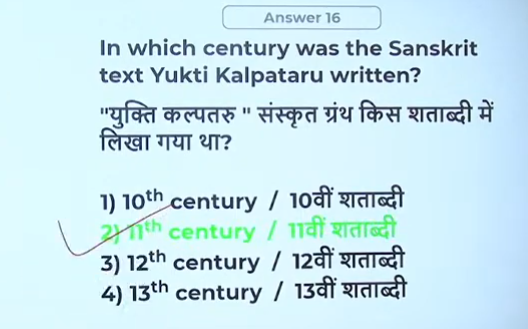 Answer 16
In which century was the Sanskrit
text Yukti Kalpataru written?
"युक्ति कल्पतरु " संस्कृत ग्रंथ किस शताब्दी में
लिखा गया था?
1) 10th century / 10वीं शताब्दी
2) 11th century / 11वीं शताब्दी
3) 12th century / 12वीं शताब्दी
4) 13th century / 13वीं शताब्दी